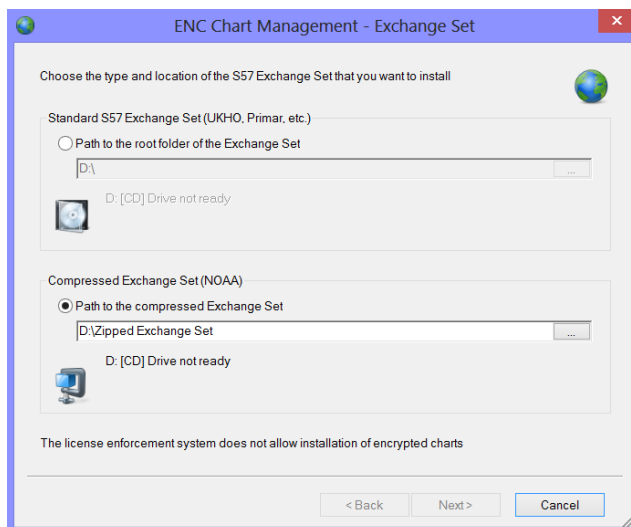 ENC Chart Management - Exchange Set
Choose the type and location of the S57 Exchange Set that you want to install
Standard S57 Exchange Set (UKHO, Primar, etc.)
Path to the root folder of the Exchange Set
D:\
...
D: [CD] Drive not ready
Compressed Exchange Set (NOAA)
Path to the compressed Exchange Set
D:\Zipped Exchange Set
...
D: [CD] Drive not ready
The license enforcement system does not allow installation of encrypted charts
< Back Next > Cancel